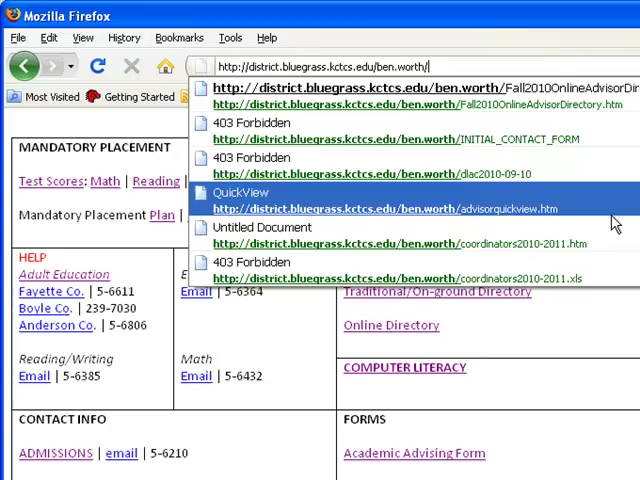 Mozilla Firefox
File Edit View History Bookmarks Tools Help
http://district.bluegrass.kctcs.edu/ben.worth/
Most Visited Getting Started
http://district.bluegrass.kctcs.edu/ben.worth/Fall2010OnlineAdvisorDir
http://district.bluegrass.kctcs.edu/ben.worth/Fall2010OnlineAdvisorDirectory.htm
403 Forbidden
http://district.bluegrass.kctcs.edu/ben.worth/INITIAL_CONTACT_FORM
403 Forbidden
http://district.bluegrass.kctcs.edu/ben.worth/dlac2010-09-10
QuickView
http://district.bluegrass.kctcs.edu/ben.worth/advisorquickview.htm
Untitled Document
http://district.bluegrass.kctcs.edu/ben.worth/coordinators2010-2011.htm
403 Forbidden
http://district.bluegrass.kctcs.edu/ben.worth/coordinators2010-2011.xls
MANDATORY PLACEMENT
Test Scores: Math | Reading |
Mandatory Placement Plan |
HELP
Adult Education
Fayette Co. | 5-6611
Boyle Co. | 239-7030
Anderson Co. | 5-6806
Reading/Writing
Email | 5-6385
E
Email | 5-6364
Math
Email | 5-6432
Traditional/On-ground Directory
Online Directory
COMPUTER LITERACY
CONTACT INFO
ADMISSIONS | email | 5-6210
FORMS
Academic Advising Form